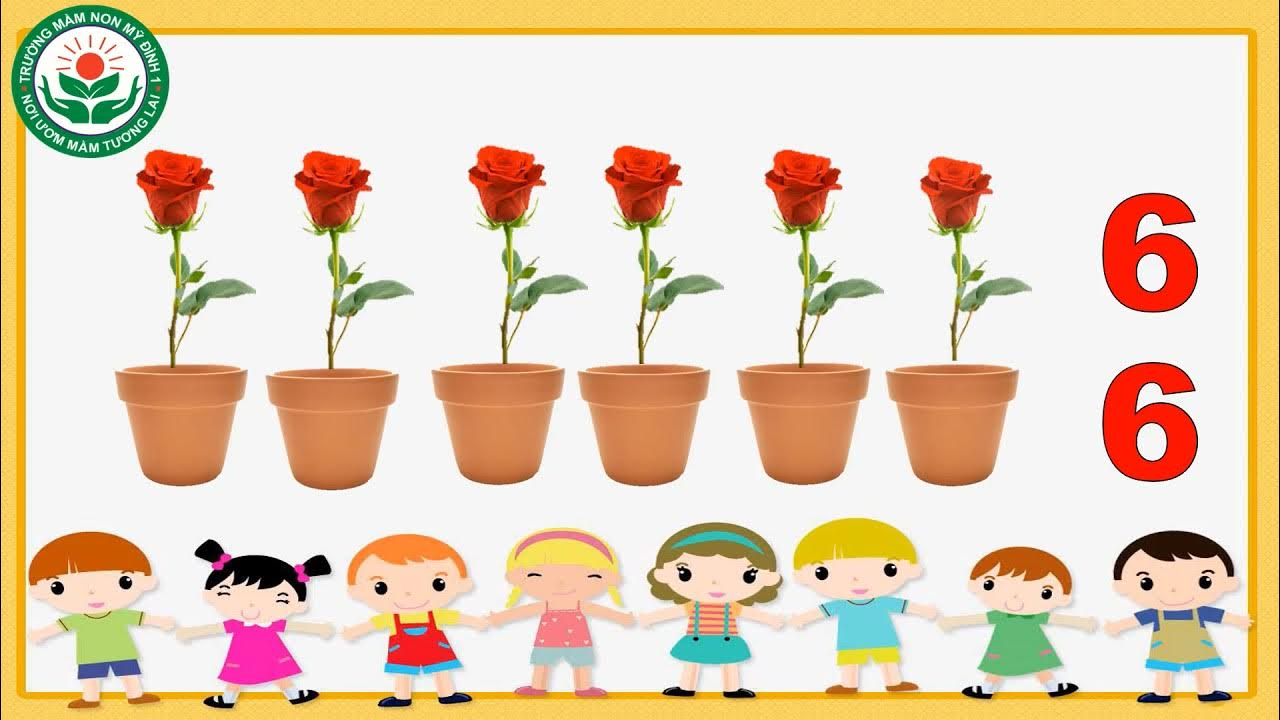 TRƯỜNG MẦM NON MỸ ĐÌNH 1
NƠI ƯƠM MẦM TƯƠNG LAI
6
6